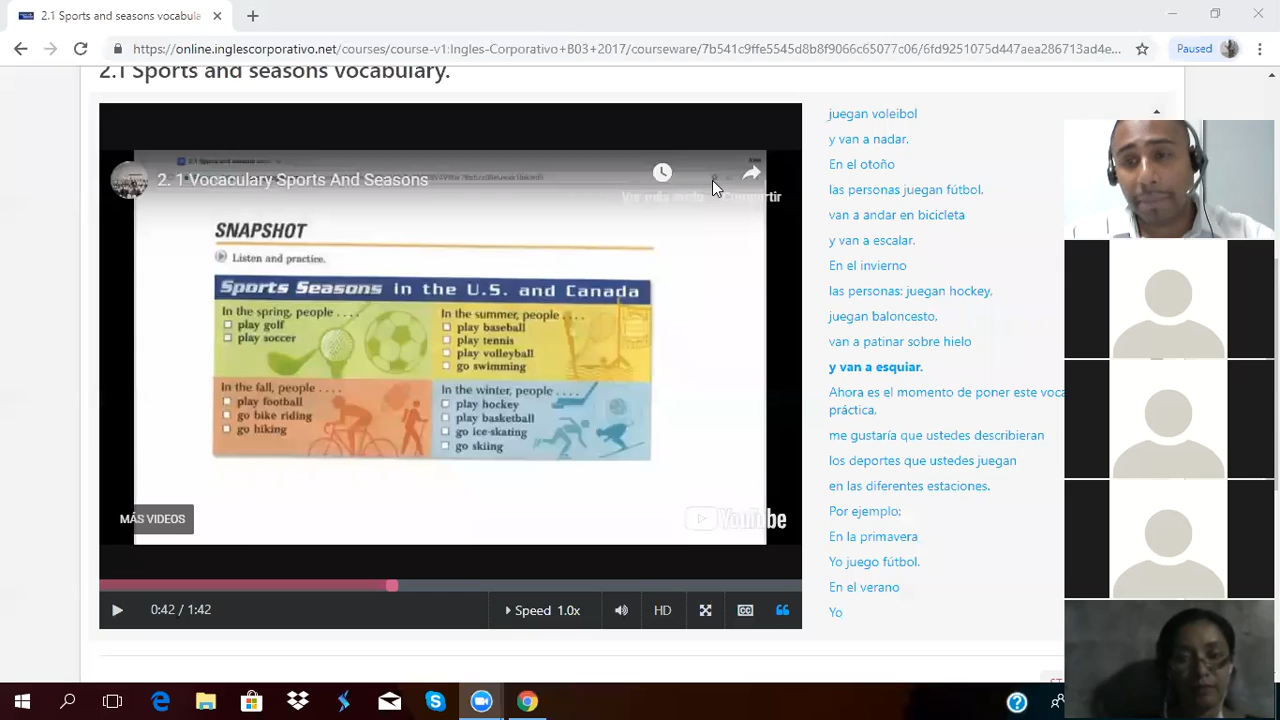 2.1 Sports and seasons vocabula
https://online.inglescorporativo.net/courses/course-v1:Ingles-Corporativo+B03+2017/courseware/7b541c9ffe5545d8b8f9066c65077c06/6fd9251075d447aea286713ad4e...
Paused
2.1 Sports and seasons vocabulary.
2. 1 Vocaculary Sports And Seasons
SNAPSHOT
Listen and practice.
Sports Seasons in the U.S. and Canada
In the spring, people . . . .
play golf
play soccer
In the summer, people . . . .
play baseball
play tennis
play volleyball
go swimming
In the fall, people . . . .
play football
go bike riding
go hiking
In the winter, people . . . .
play hockey
play basketball
go ice-skating
go skiing
MÁS VIDEOS
YouTube
0:42 / 1:42
Speed 1.0x
HD
CC
juegan voleibol
y van a nadar.
En el otoño
las personas juegan fútbol,
van a andar en bicicleta
y van a escalar.
En el invierno
las personas: juegan hockey,
juegan baloncesto,
van a patinar sobre hielo
y van a esquiar.
Ahora es el momento de poner este voca
práctica,
me gustaría que ustedes describieran
los deportes que ustedes juegan
en las diferentes estaciones.
Por ejemplo:
En la primavera
Yo juego fútbol.
En el verano
Yo